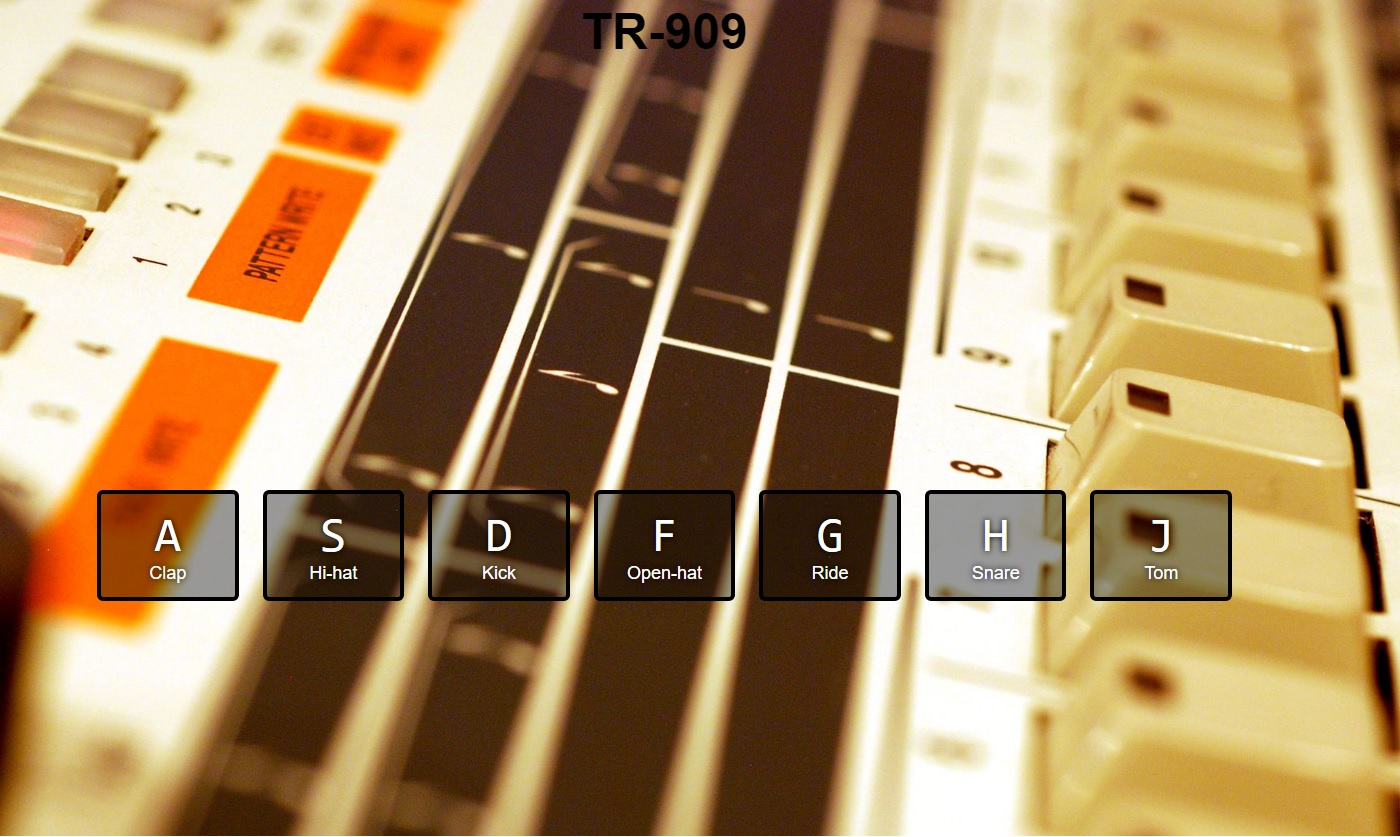 TR-909
3
2
1
PATTERN WRITE
4
9
8
WRITE
A
Clap
S
Hi-hat
D
Kick
F
Open-hat
G
Ride
H
Snare
J
Tom